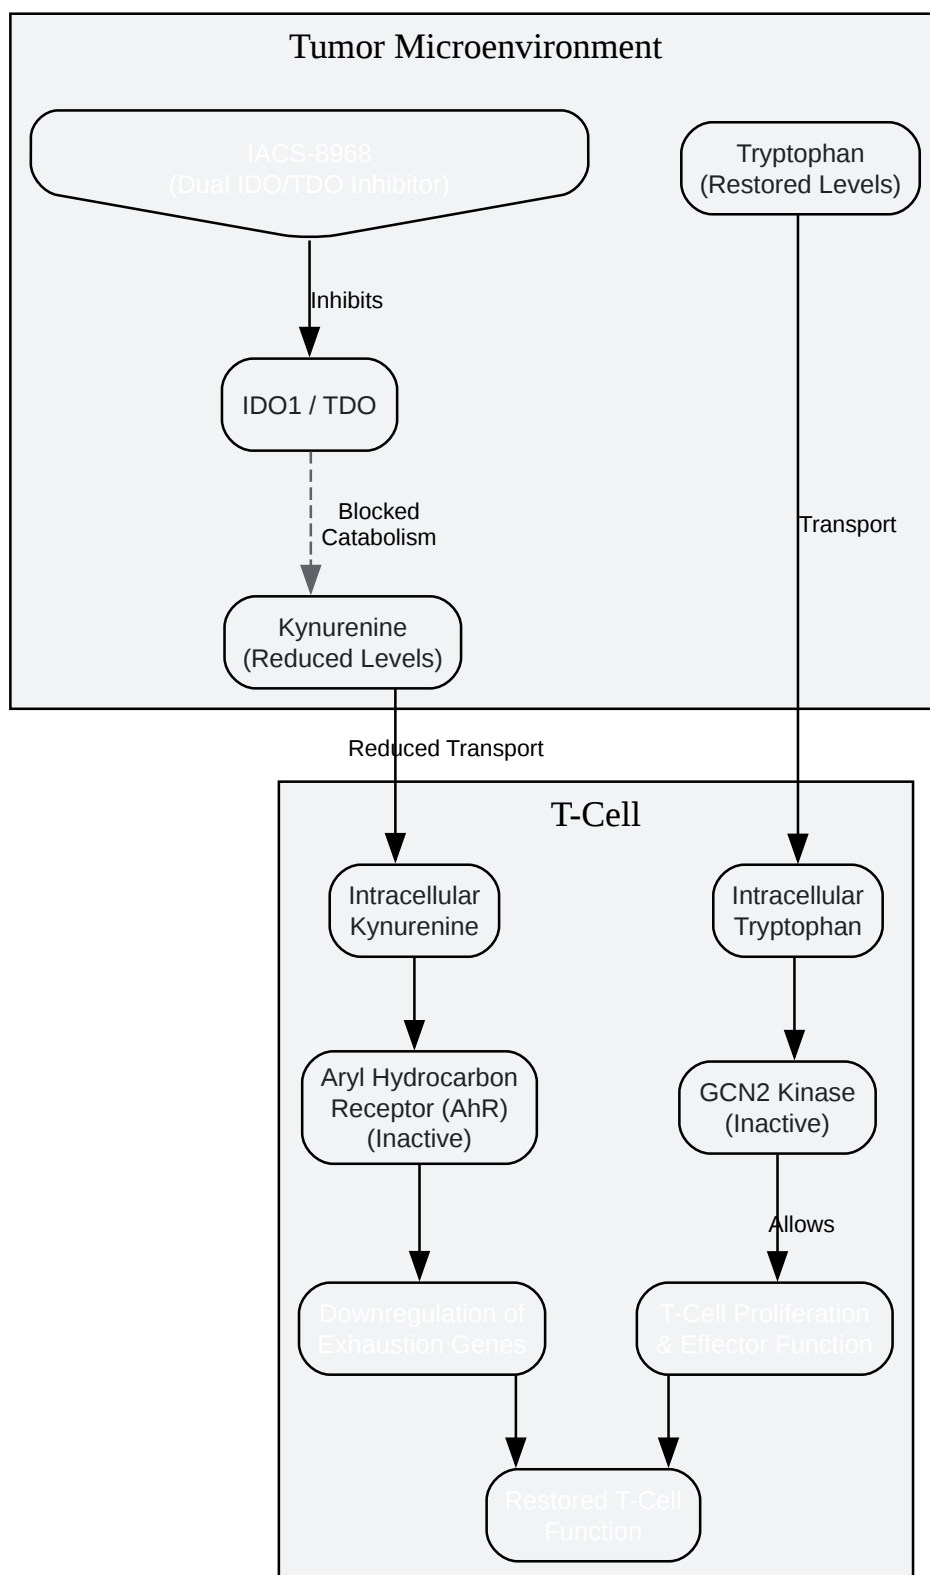 Tumor Microenvironment
IACS-8968
(Dual IDO/TDO Inhibitor)
Tryptophan
(Restored Levels)
Inhibits
IDO1 / TDO
Blocked
Catabolism
Transport
Kynurenine
(Reduced Levels)
Reduced Transport
T-Cell
Intracellular
Kynurenine
Intracellular
Tryptophan
Aryl Hydrocarbon
Receptor (AhR)
(Inactive)
GCN2 Kinase
(Inactive)
Allows
Downregulation of
Exhaustion Genes
T-Cell Proliferation
& Effector Function
Restored T-Cell
Function